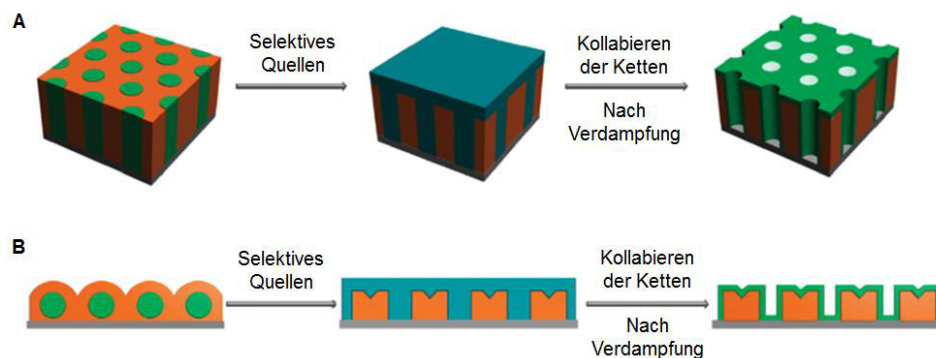 A
Selektives
Quellen
Kollabieren
der Ketten
Nach
Verdampfung
B
Selektives
Quellen
Kollabieren
der Ketten
Nach
Verdampfung